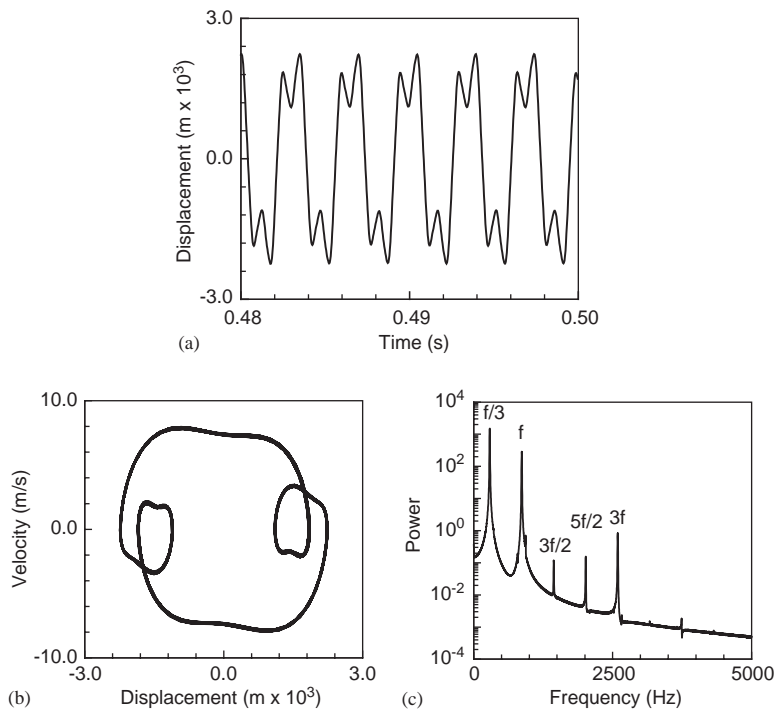 3.0
0.0
-3.0
Displacement (m x 10³)
0.48
0.49
0.50
Time (s)
(a)
10.0
0.0
-10.0
Velocity (m/s)
-3.0
0.0
3.0
Displacement (m x 10³)
(b)
10⁴
10²
10⁰
10⁻²
10⁻⁴
Power
f/3
f
3f/2
5f/2
3f
0
2500
5000
Frequency (Hz)
(c)